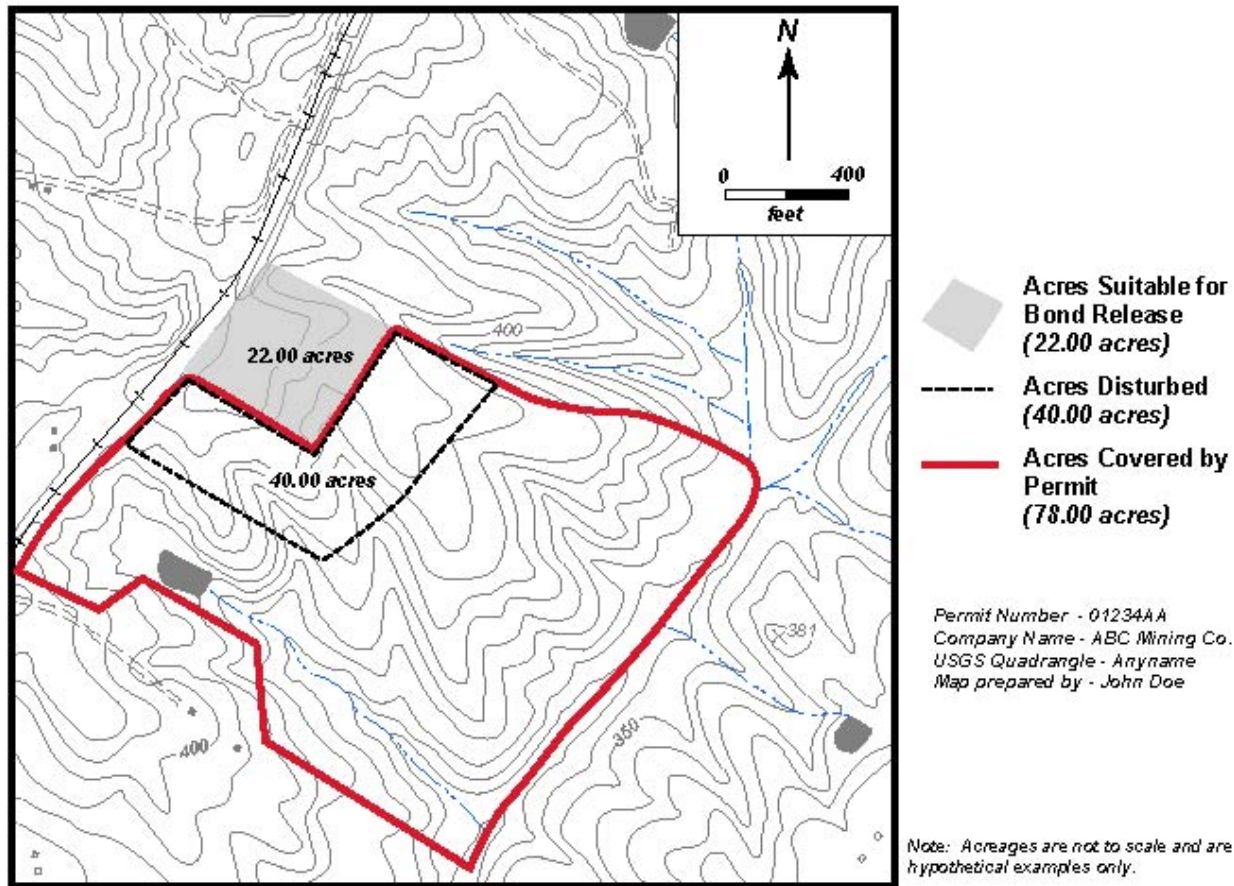 N
0 400
feet
400
22.00 acres
40.00 acres
381
350
400
Acres Suitable for
Bond Release
(22.00 acres)
Acres Disturbed
(40.00 acres)
Acres Covered by
Permit
(78.00 acres)
Permit Number - 01234AA
Company Name - ABC Mining Co.
USGS Quadrangle - Anyname
Map prepared by - John Doe
Note: Acreages are not to scale and are
hypothetical examples only.